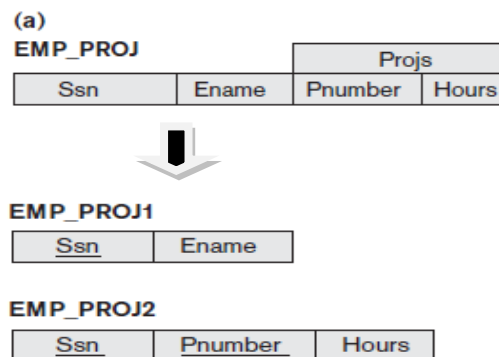 (a)
EMP_PROJ
Projs
Ssn Ename Pnumber Hours
EMP_PROJ1
Ssn Ename
EMP_PROJ2
Ssn Pnumber Hours